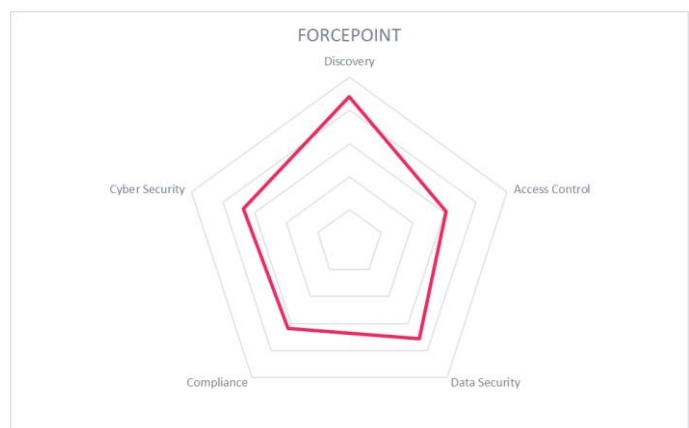 FORCEPOINT
Discovery
Cyber Security
Access Control
Compliance
Data Security